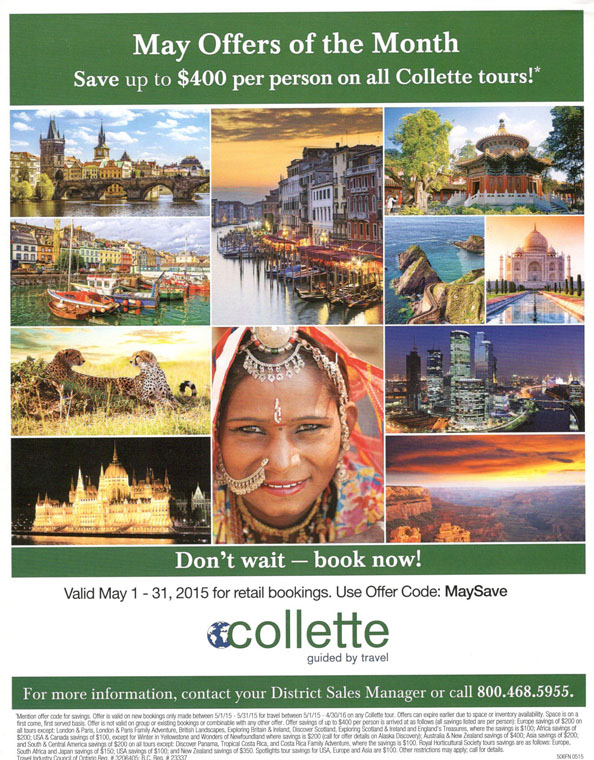 May Offers of the Month
Save up to $400 per person on all Collette tours!*
Don't wait — book now!
Valid May 1 - 31, 2015 for retail bookings. Use Offer Code: MaySave
collette
guided by travel
For more information, contact your District Sales Manager or call 800.468.5955.
*Mention offer code for savings. Offer is valid on new bookings only made between 5/1/15 - 5/31/15 for travel between 5/1/15 - 4/30/16 on any Collette tour. Offers can expire earlier due to space or inventory availability. Space is on a
first come, first served basis. Offer is not valid on group or existing bookings or combinable with any other offer. Offer savings of up to $400 per person is arrived at as follows (all savings listed are per person): Europe savings of $200 on
all tours except: London & Paris, London & Paris Family Adventure, British Landscapes, Exploring Britain & Ireland, Discover Scotland, Exploring Scotland & Ireland and England's Treasures, where the savings is $100; Africa savings of
$200; USA & Canada savings of $100, except for Winter in Yellowstone and Wonders of Newfoundland where savings is $200 (call for offer details on Alaska Discovery); Australia & New Zealand savings of $400; Asia savings of $200;
and South & Central America savings of $200 on all tours except: Discover Panama, Tropical Costa Rica, and Costa Rica Family Adventure, where the savings is $100. Royal Horticultural Society tours savings are as follows: Europe,
South Africa and Japan savings of $150; USA savings of $100; and New Zealand savings of $350. Spotlights tour savings for USA, Europe and Asia are $100. Other restrictions may apply; call for details.
Travel Industry Council of Ontario Reg. # 3206405; B.C. Reg. # 23337
506FN 0515